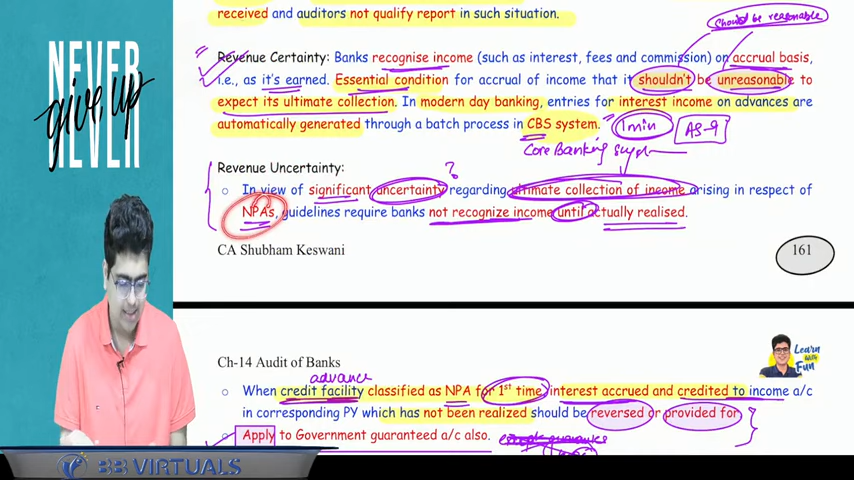 received and auditors not qualify report in such situation.
should be reasonable
Revenue Certainty: Banks recognise income (such as interest, fees and commission) on accrual basis,
i.e., as it's earned. Essential condition for accrual of income that it shouldn't be unreasonable to
expect its ultimate collection. In modern day banking, entries for interest income on advances are
automatically generated through a batch process in CBS system. 1 min AS-9
Core Banking
Revenue Uncertainty:
In view of significant uncertainty regarding ultimate collection of income arising in respect of
NPAs, guidelines require banks not recognize income until actually realised.
CA Shubham Keswani 161
Ch-14 Audit of Banks
advance
When credit facility classified as NPA for 1st time, interest accrued and credited to income a/c
in corresponding PY which has not been realized should be reversed or provided for.
Apply to Government guaranteed a/c also.
NEVER
give up
NEVER
Learn
With
Fun
BB VIRTUALS